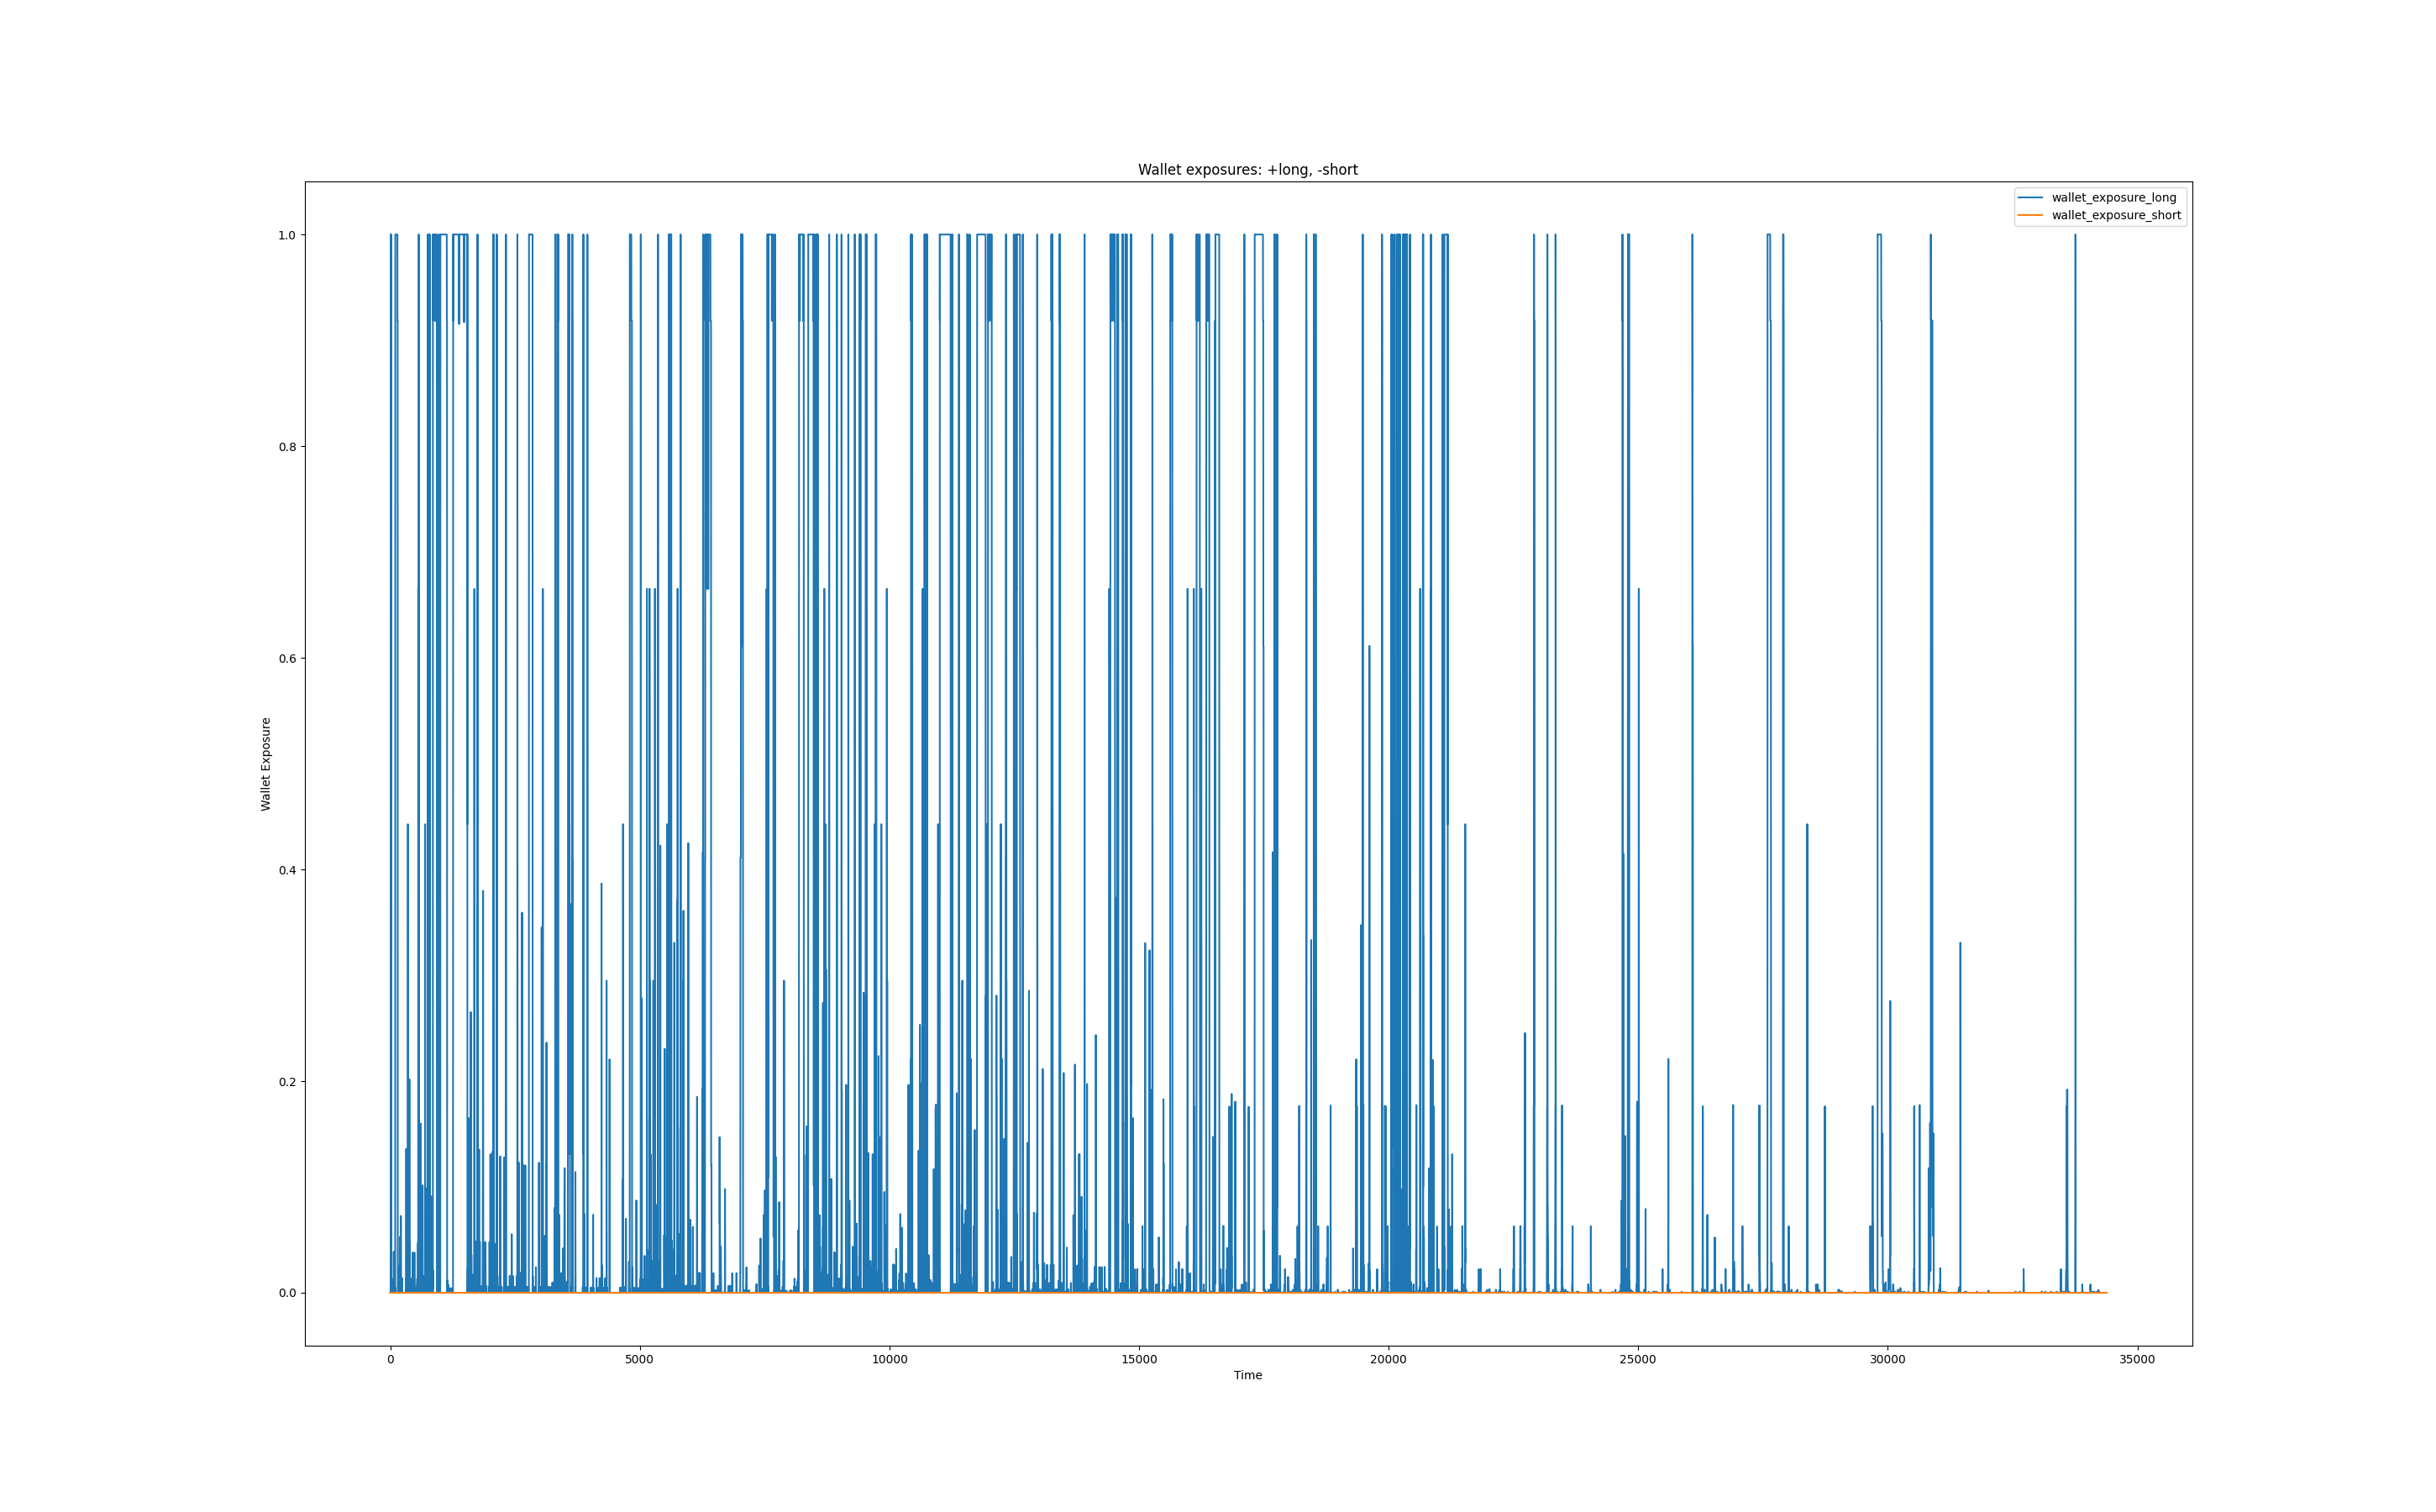 Wallet exposures: +long, -short
wallet_exposure_long
wallet_exposure_short
1.0
0.8
0.6
0.4
0.2
0.0
Wallet Exposure
0 5000 10000 15000 20000 25000 30000 35000
Time